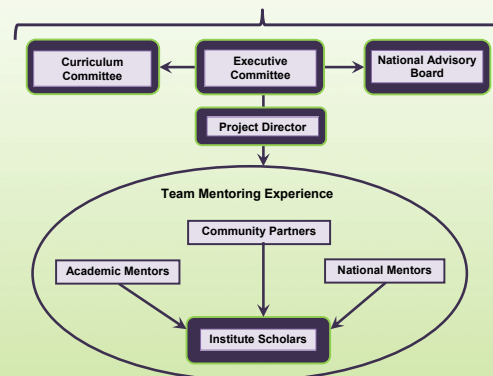 Curriculum
Committee
Executive
Committee
National Advisory
Board
Project Director
Team Mentoring Experience
Community Partners
Academic Mentors
National Mentors
Institute Scholars